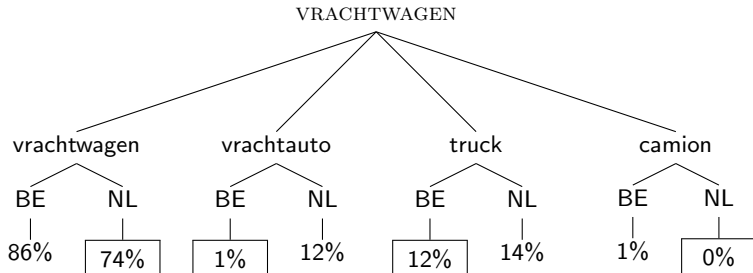 VRACHTWAGEN
vrachtwagen vrachtauto truck camion
BE NL BE NL BE NL BE NL
86% 74% 1% 12% 12% 14% 1% 0%